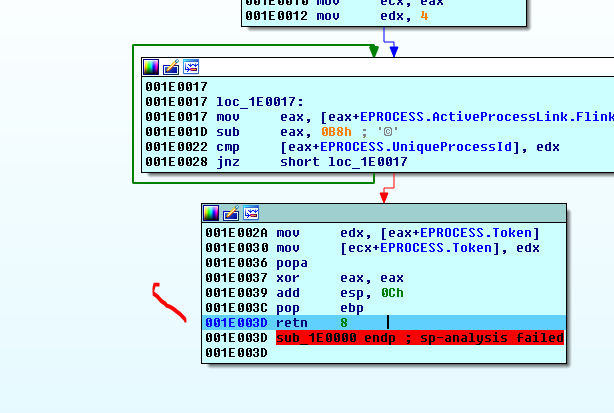 001E0010 mov     ecx, eax
001E0012 mov     edx, 4
001E0017
001E0017 loc_1E0017:
001E0017 mov     eax, [eax+EPROCESS.ActiveProcessLink.Flink
001E001D sub     eax, 0B8h ; '©'
001E0022 cmp     [eax+EPROCESS.UniqueProcessId], edx
001E0028 jnz     short loc_1E0017
001E002A mov     edx, [eax+EPROCESS.Token]
001E0030 mov     [ecx+EPROCESS.Token], edx
001E0036 popa
001E0037 xor     eax, eax
001E0039 add     esp, 0Ch
001E003C pop     ebp
001E003D retn    8
001E003D sub_1E0000 endp ; sp-analysis failed
001E003D